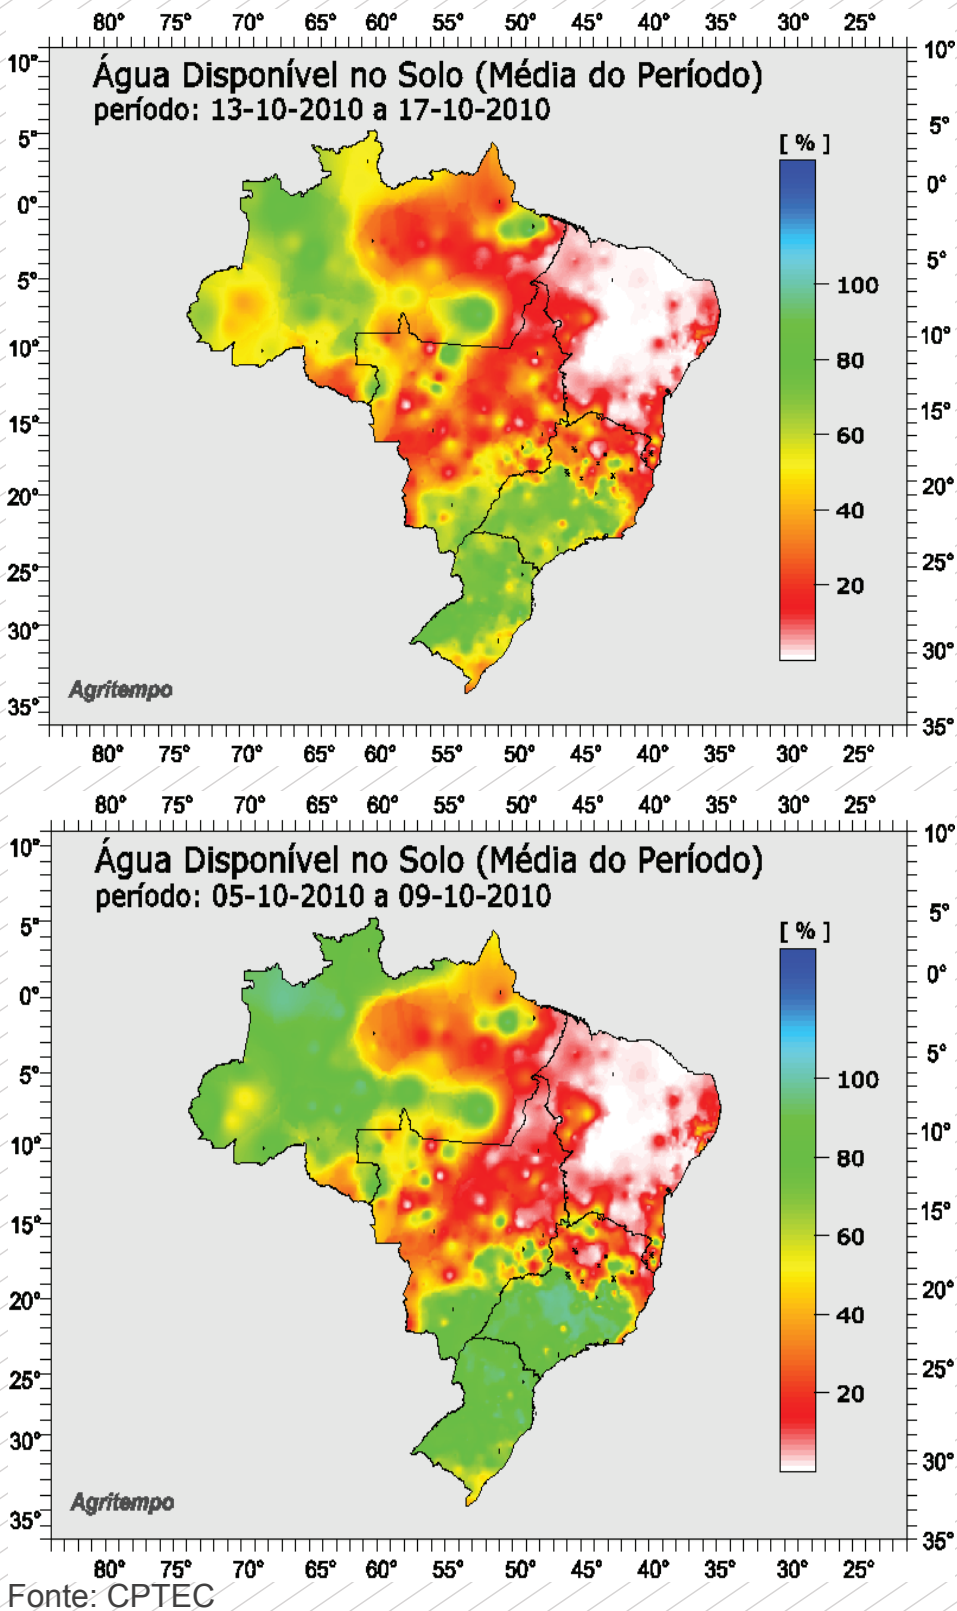 80° 75° 70° 65° 60° 55° 50° 45° 40° 35° 30° 25°
10° 10°
Água Disponível no Solo (Média do Período)
período: 13-10-2010 a 17-10-2010
5° 5°
[ % ]
0° 0°
5° 5°
100
10° 10°
80
15° 15°
60
20° 20°
40
25° 25°
20
30° 30°
Agritempo
35° 35°
80° 75° 70° 65° 60° 55° 50° 45° 40° 35° 30° 25°
80° 75° 70° 65° 60° 55° 50° 45° 40° 35° 30° 25°
10° 10°
Água Disponível no Solo (Média do Período)
período: 05-10-2010 a 09-10-2010
5° 5°
[ % ]
0° 0°
5° 5°
100
10° 10°
80
15° 15°
60
20° 20°
40
25° 25°
20
30° 30°
Agritempo
35° 35°
80° 75° 70° 65° 60° 55° 50° 45° 40° 35° 30° 25°
Fonte: CPTEC